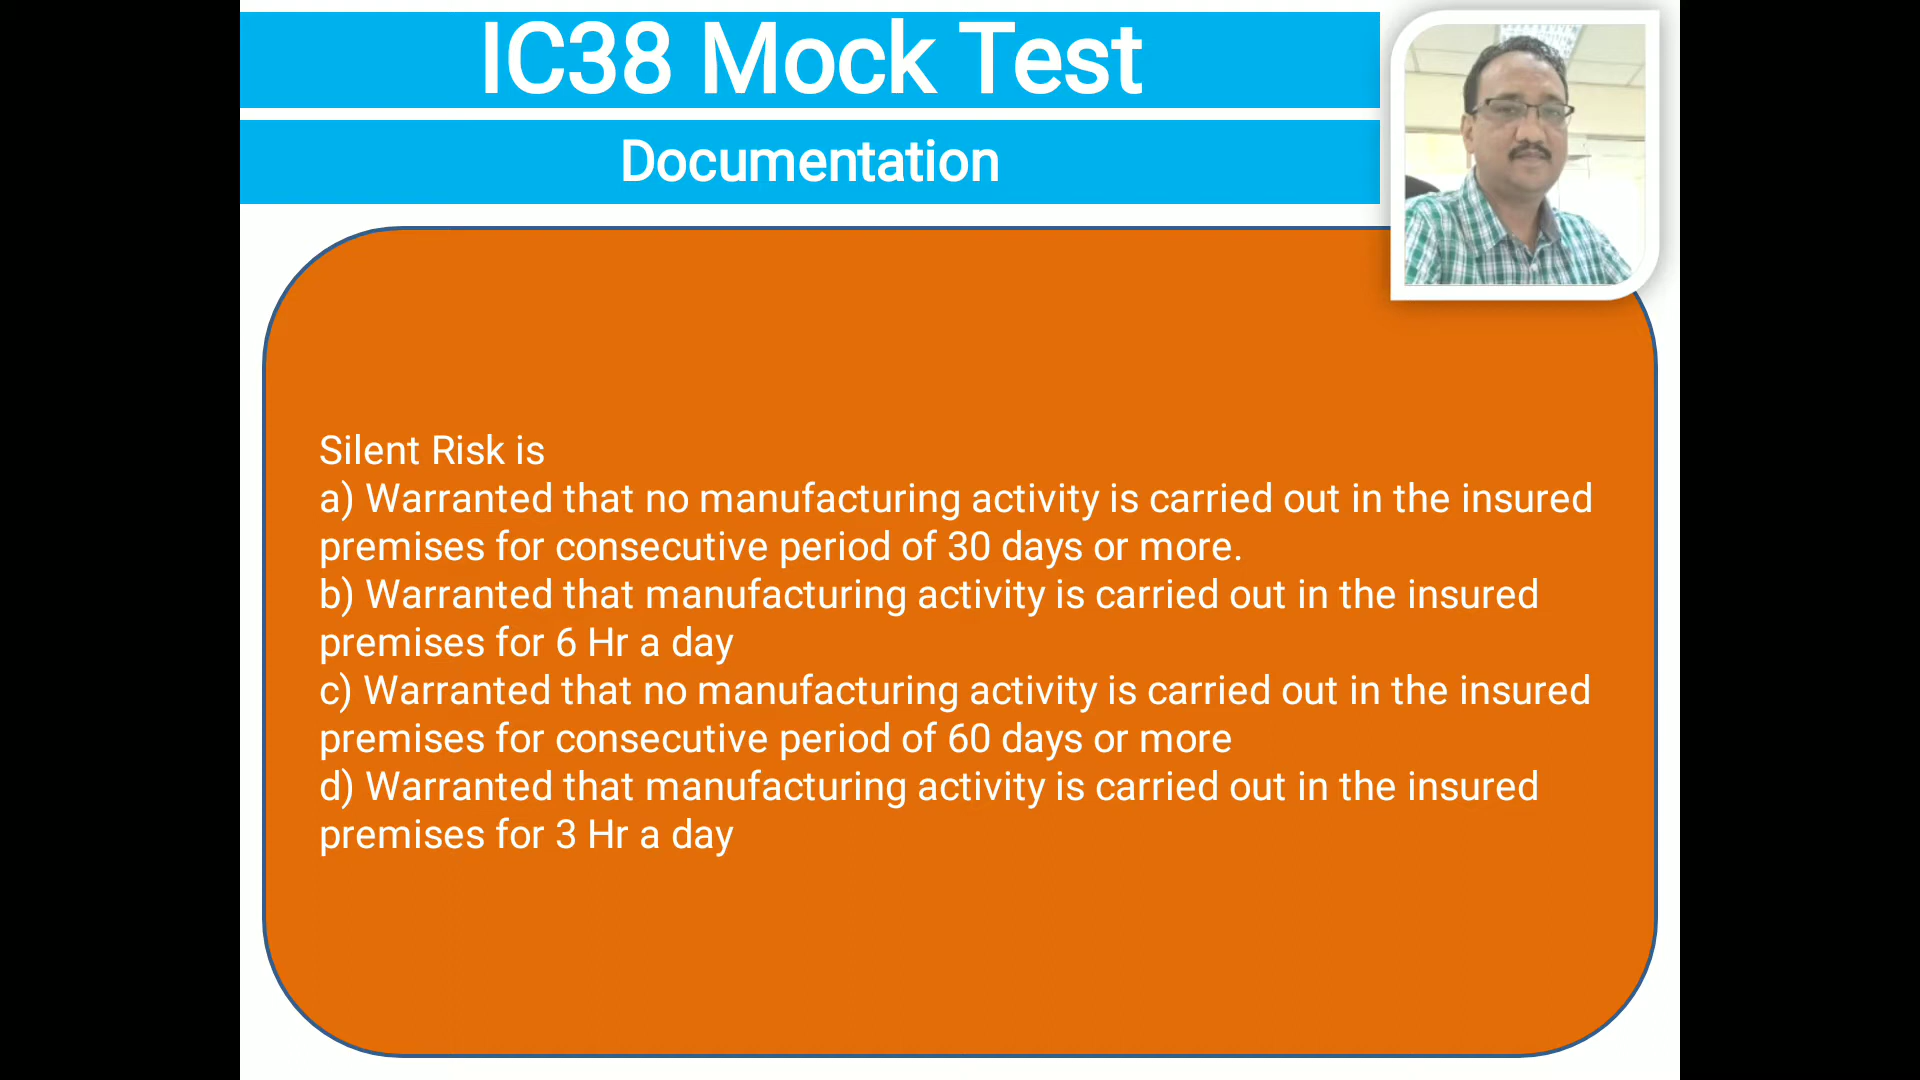 IC38 Mock Test
Documentation
Silent Risk is
a) Warranted that no manufacturing activity is carried out in the insured
premises for consecutive period of 30 days or more.
b) Warranted that manufacturing activity is carried out in the insured
premises for 6 Hr a day
c) Warranted that no manufacturing activity is carried out in the insured
premises for consecutive period of 60 days or more
d) Warranted that manufacturing activity is carried out in the insured
premises for 3 Hr a day